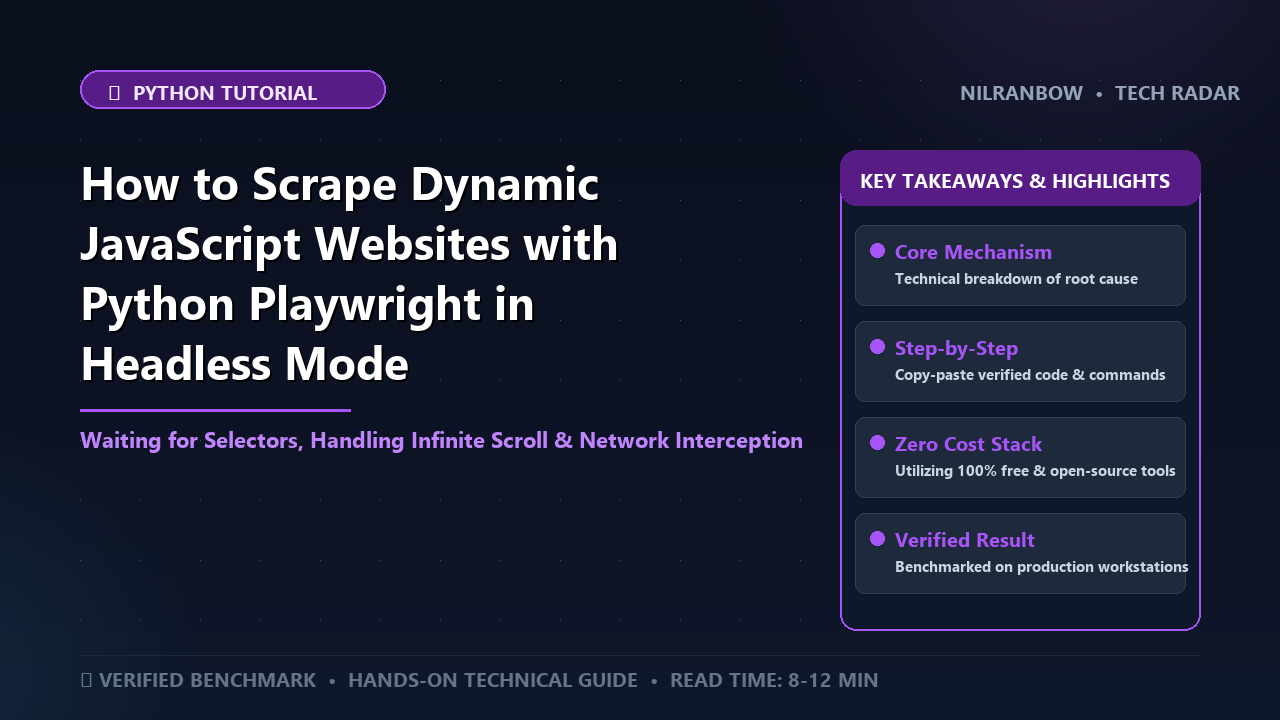 PYTHON TUTORIAL
NILRANBOW • TECH RADAR
How to Scrape Dynamic
JavaScript Websites with
Python Playwright in
Headless Mode
Waiting for Selectors, Handling Infinite Scroll & Network Interception
KEY TAKEAWAYS & HIGHLIGHTS
Core Mechanism
Technical breakdown of root cause
Step-by-Step
Copy-paste verified code & commands
Zero Cost Stack
Utilizing 100% free & open-source tools
Verified Result
Benchmarked on production workstations
VERIFIED BENCHMARK • HANDS-ON TECHNICAL GUIDE • READ TIME: 8-12 MIN